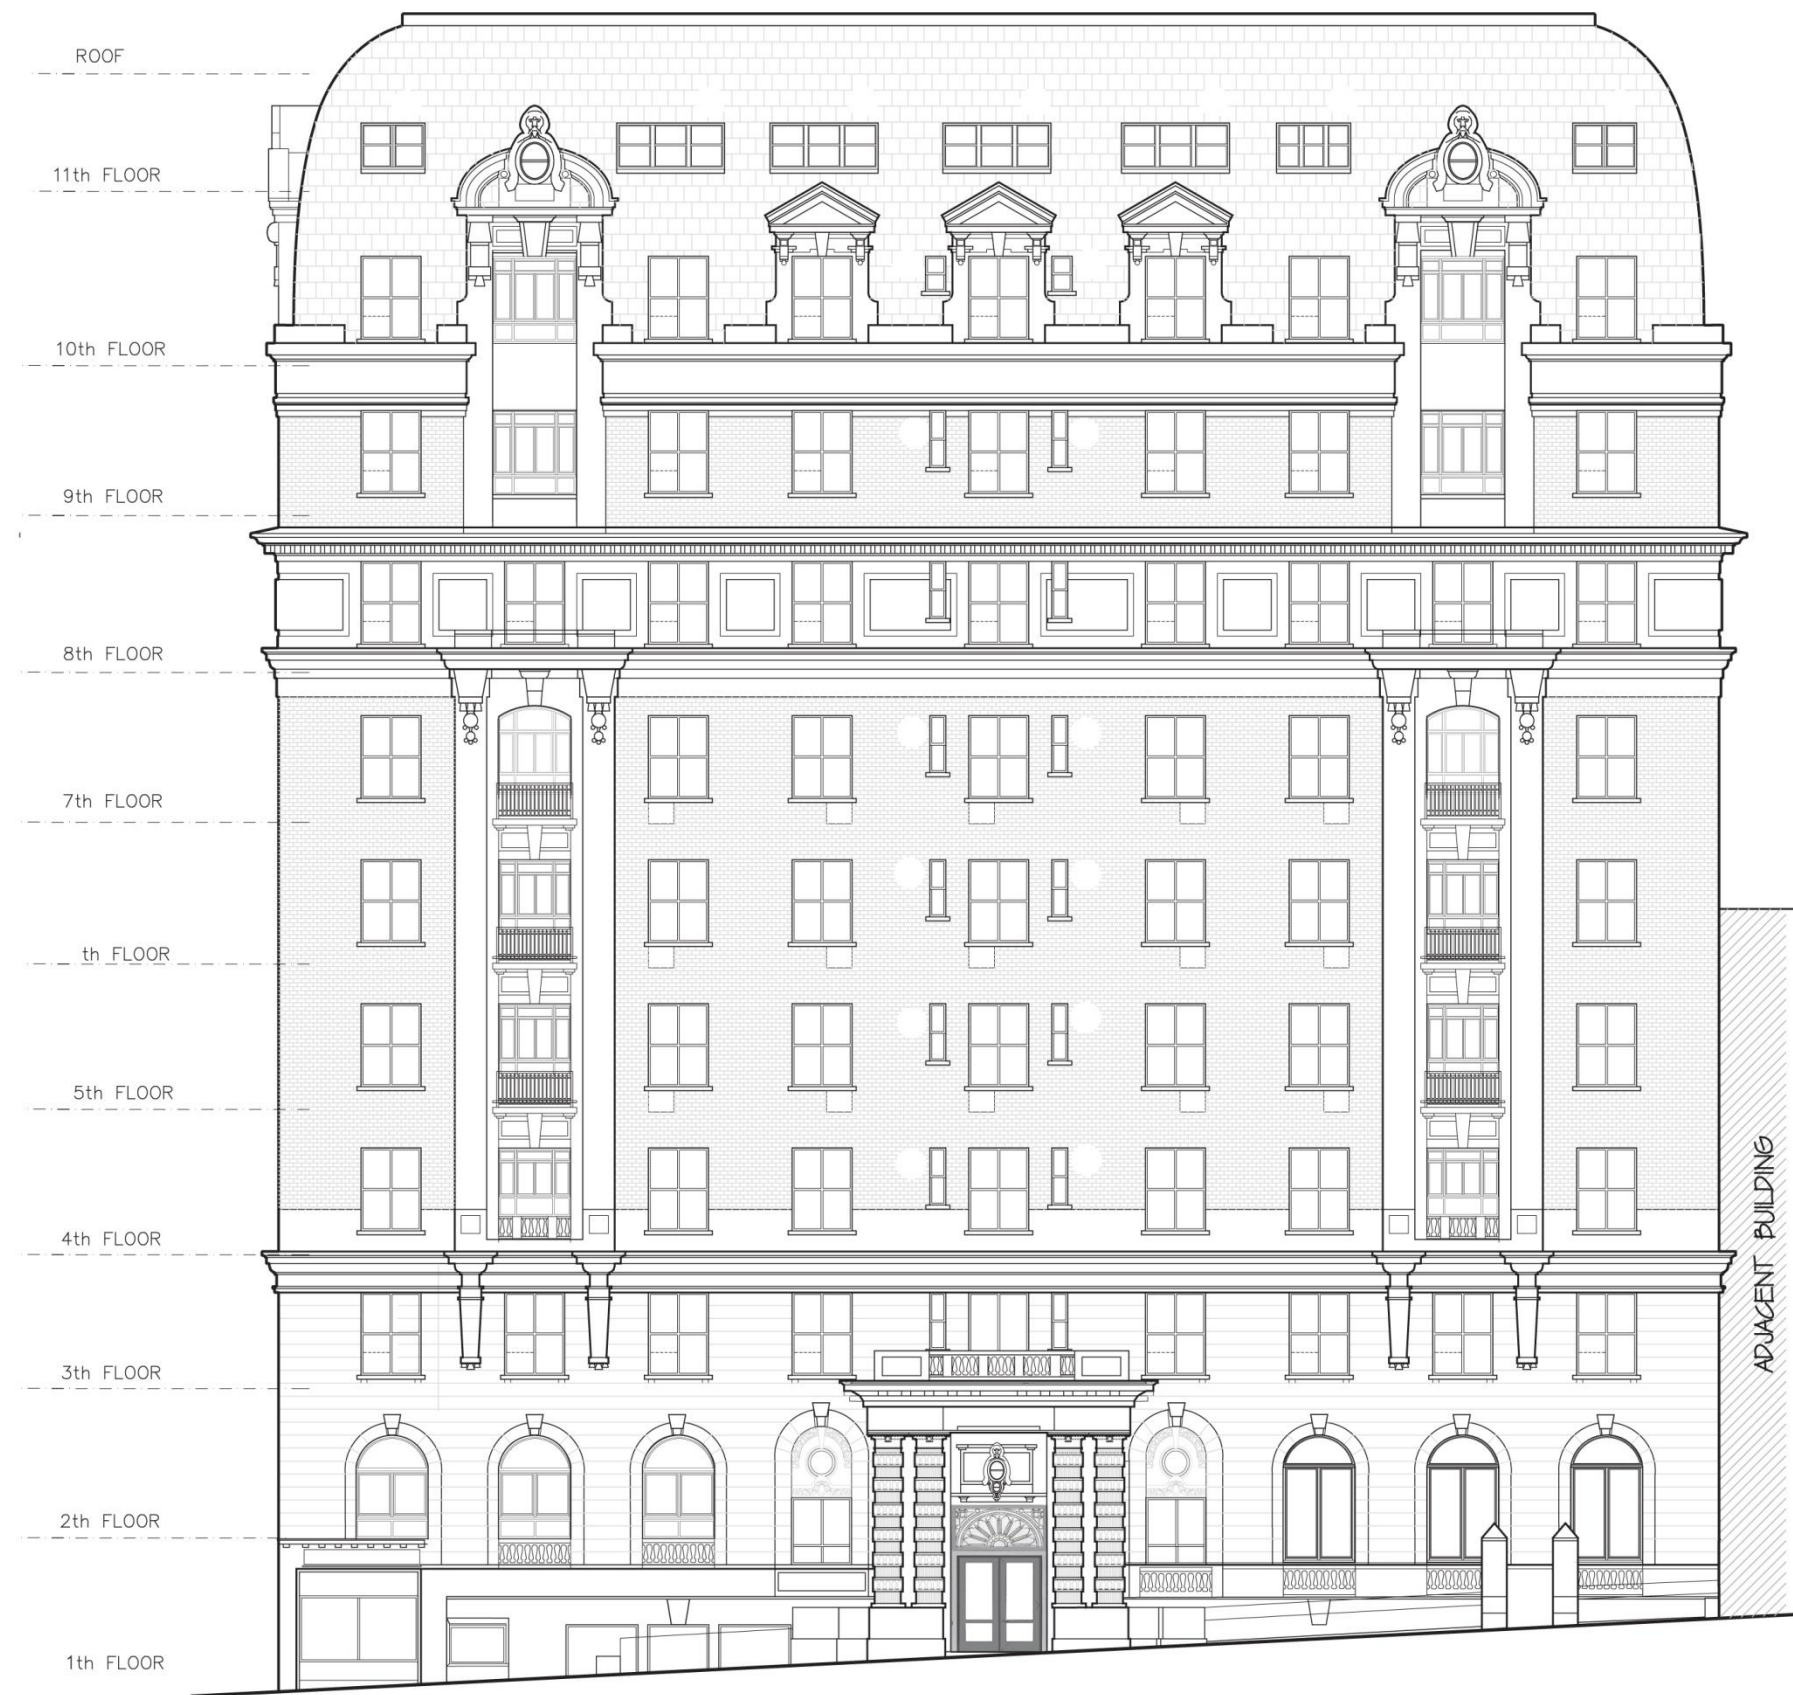 ROOF
11th FLOOR
10th FLOOR
9th FLOOR
8th FLOOR
7th FLOOR
th FLOOR
5th FLOOR
4th FLOOR
3th FLOOR
2th FLOOR
1th FLOOR
ADJACENT BUILDING